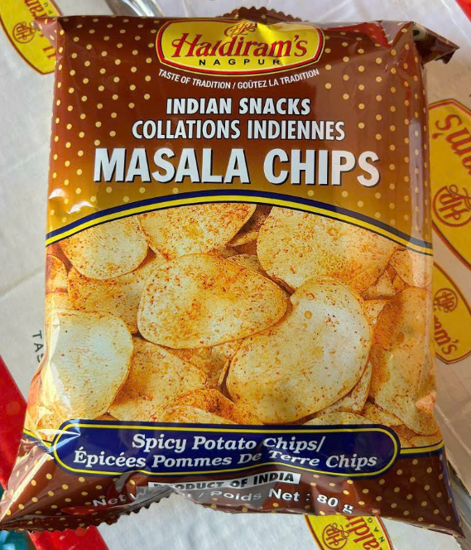 Haldiram's
NAGPUR
TASTE OF TRADITION / GOÛTEZ LA TRADITION
INDIAN SNACKS
COLLATIONS INDIENNES
MASALA CHIPS
Spicy Potato Chips/
Épicées Pommes De Terre Chips
PRODUCT OF INDIA
/ Poids Net : 80 g